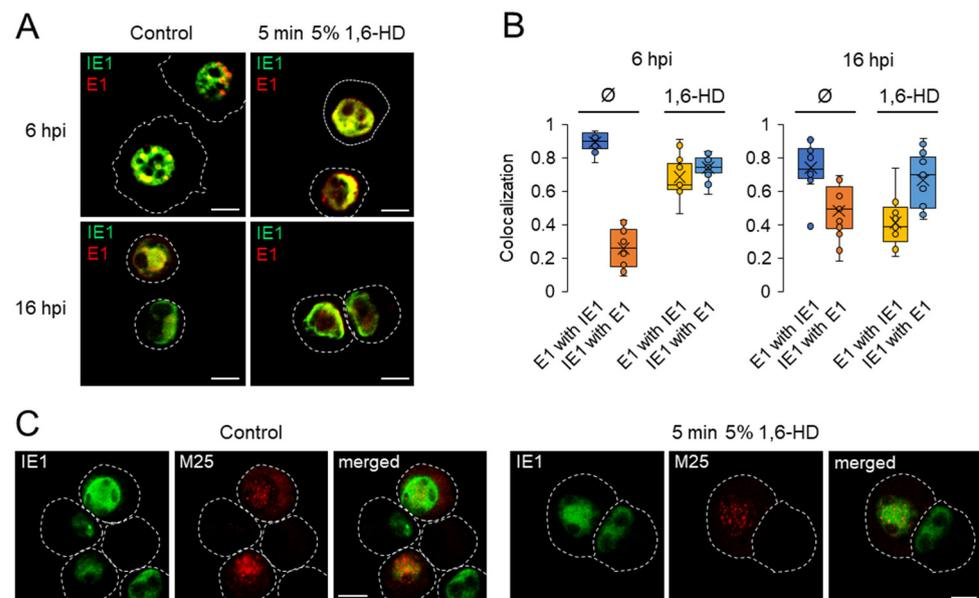 A
Control
5 min 5% 1,6-HD
6 hpi
IE1
E1
IE1
E1
16 hpi
IE1
E1
IE1
E1
B
6 hpi
16 hpi
Ø
1,6-HD
Ø
1,6-HD
Colocalization
1
0.8
0.6
0.4
0.2
0
1
0.8
0.6
0.4
0.2
0
E1 with IE1
IE1 with E1
E1 with IE1
IE1 with E1
E1 with IE1
IE1 with E1
E1 with IE1
IE1 with E1
C
Control
5 min 5% 1,6-HD
IE1
M25
merged
IE1
M25
merged